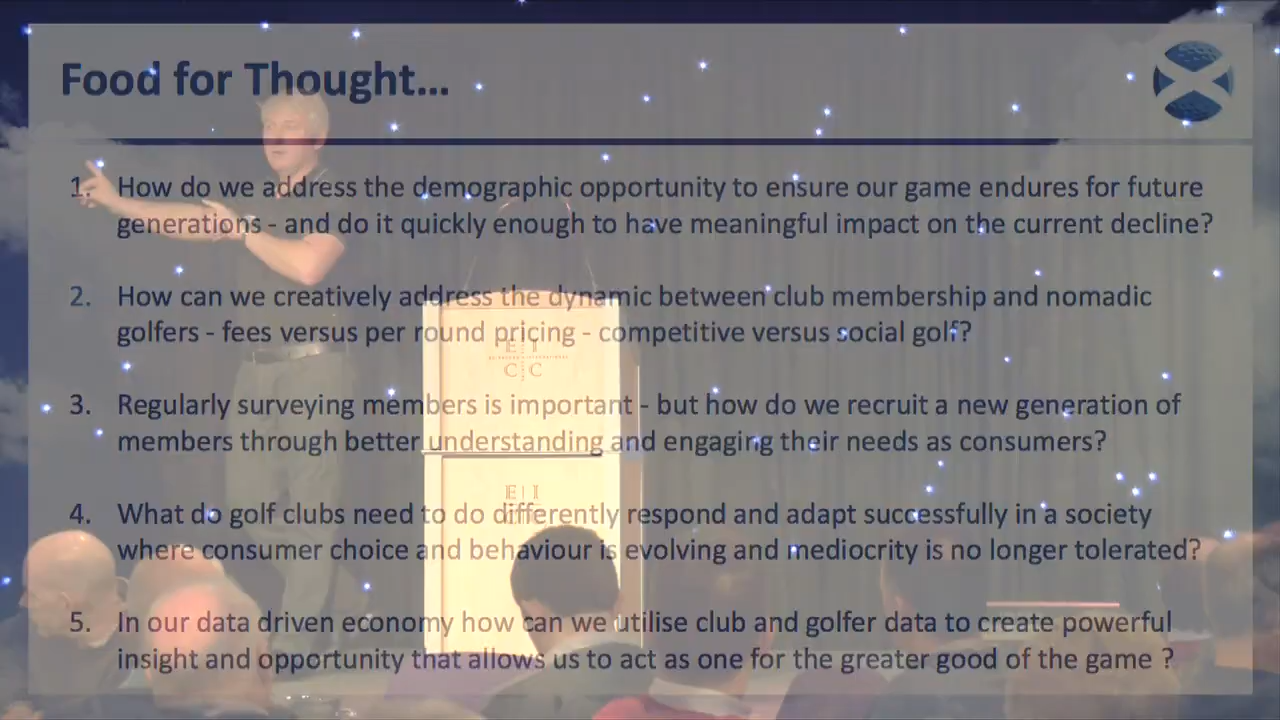 Food for Thought...
1. How do we address the demographic opportunity to ensure our game endures for future
generations - and do it quickly enough to have meaningful impact on the current decline?
2. How can we creatively address the dynamic between club membership and nomadic
golfers - fees versus per round pricing - competitive versus social golf?
E I
C C
3. Regularly surveying members is important - but how do we recruit a new generation of
members through better understanding and engaging their needs as consumers?
E I
4. What do golf clubs need to do differently respond and adapt successfully in a society
where consumer choice and behaviour is evolving and mediocrity is no longer tolerated?
5. In our data driven economy how can we utilise club and golfer data to create powerful
insight and opportunity that allows us to act as one for the greater good of the game ?